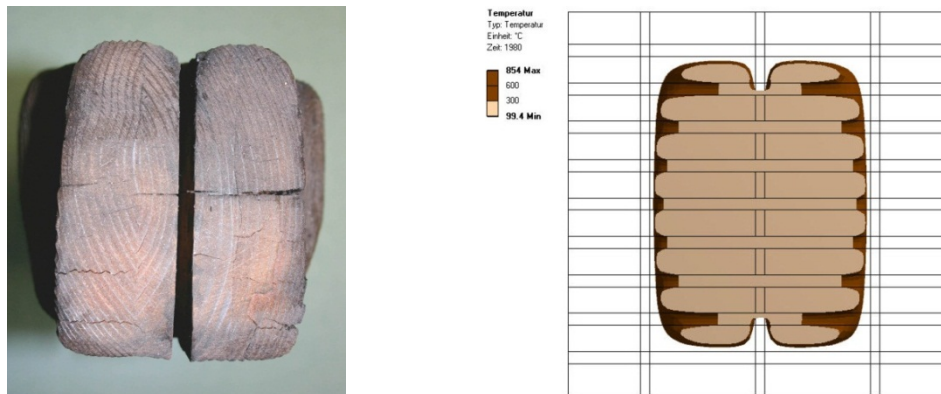 Temperatur
Typ: Temperatur
Einheit: °C
Zeit: 1980
854 Max
600
300
99.4 Min